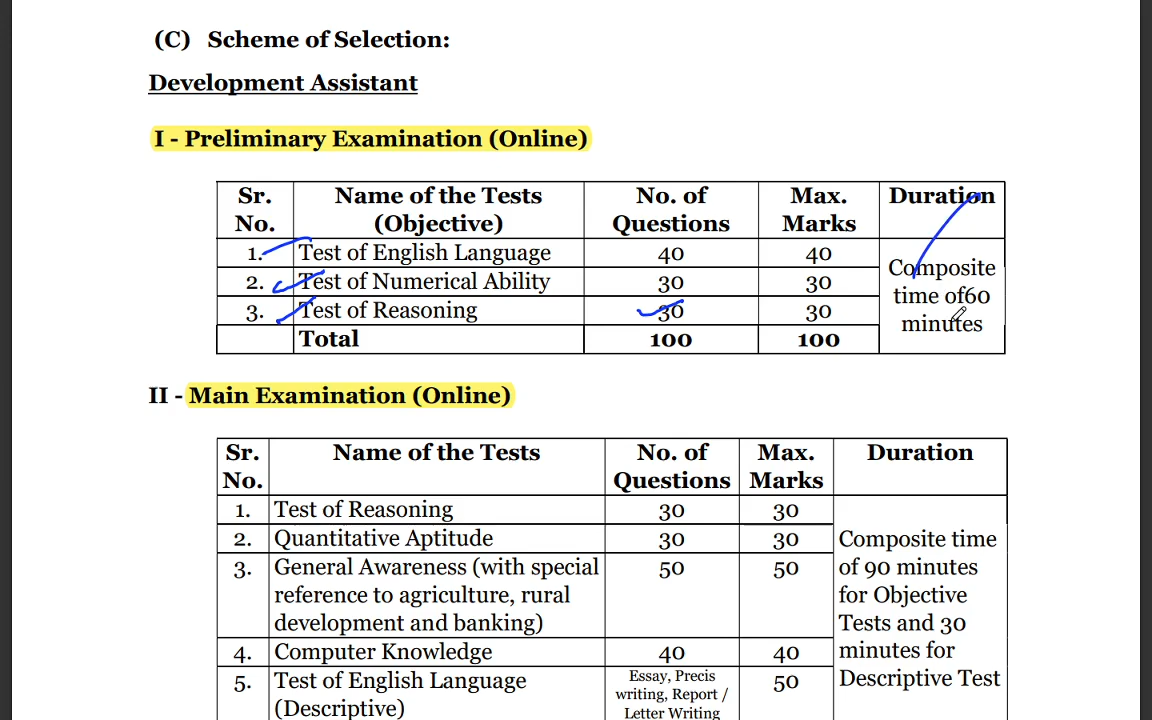 (C) Scheme of Selection:
Development Assistant
I - Preliminary Examination (Online)
Sr. No. Name of the Tests (Objective) No. of Questions Max. Marks Duration
1. Test of English Language 40 40 Composite time of60 minutes
2. Test of Numerical Ability 30 30
3. Test of Reasoning 30 30
Total 100 100
II - Main Examination (Online)
Sr. No. Name of the Tests No. of Questions Max. Marks Duration
1. Test of Reasoning 30 30 Composite time of 90 minutes for Objective Tests and 30 minutes for Descriptive Test
2. Quantitative Aptitude 30 30
3. General Awareness (with special reference to agriculture, rural development and banking) 50 50
4. Computer Knowledge 40 40
5. Test of English Language (Descriptive) Essay, Precis writing, Report / Letter Writing 50